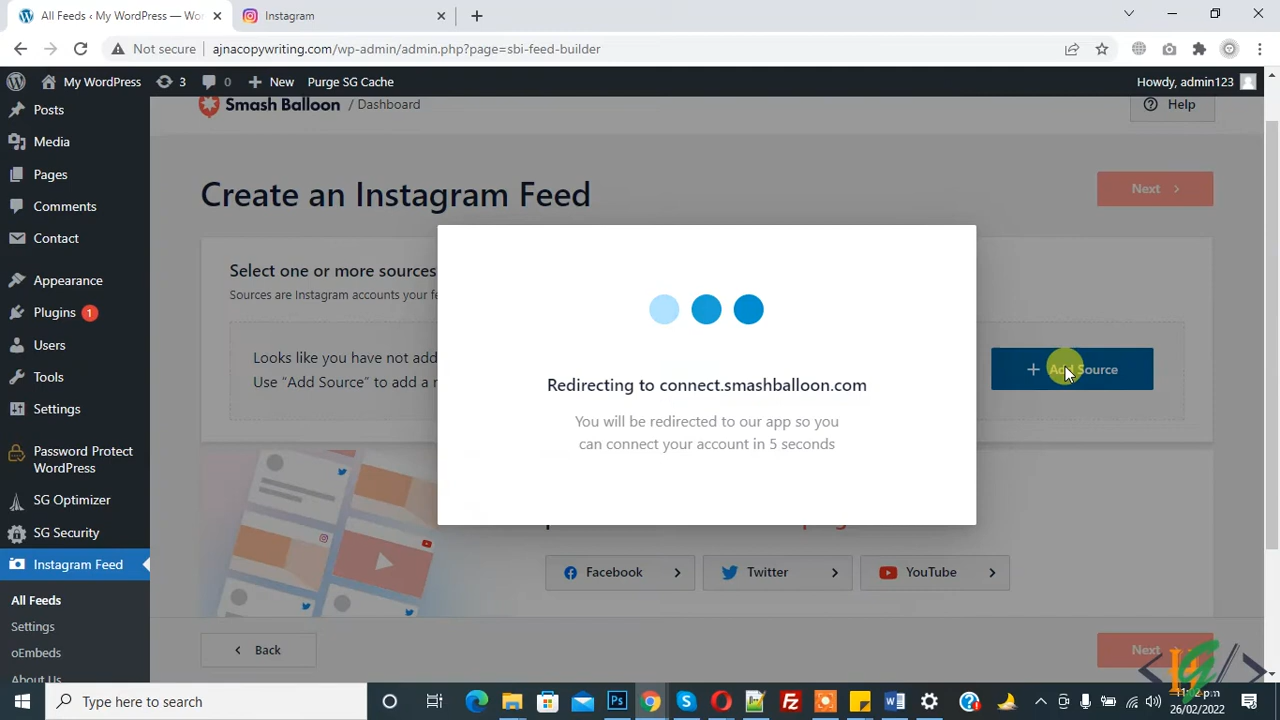 All Feeds ‹ My WordPress — Wo
Instagram
Not secure
ajnacopywriting.com/wp-admin/admin.php?page=sbi-feed-builder
My WordPress
3
0
New
Purge SG Cache
Howdy, admin123
Posts
Media
Pages
Comments
Contact
Appearance
Plugins 1
Users
Tools
Settings
Password Protect
WordPress
SG Optimizer
SG Security
Instagram Feed
All Feeds
Settings
oEmbeds
About Us
Smash Balloon / Dashboard
Help
Create an Instagram Feed
Next
Select one or more sources
Sources are Instagram accounts your fe
Looks like you have not add
Use “Add Source” to add a
Add Source
Redirecting to connect.smashballoon.com
You will be redirected to our app so you
can connect your account in 5 seconds
Facebook
Twitter
YouTube
Back
Next
Type here to search
26/02/2022